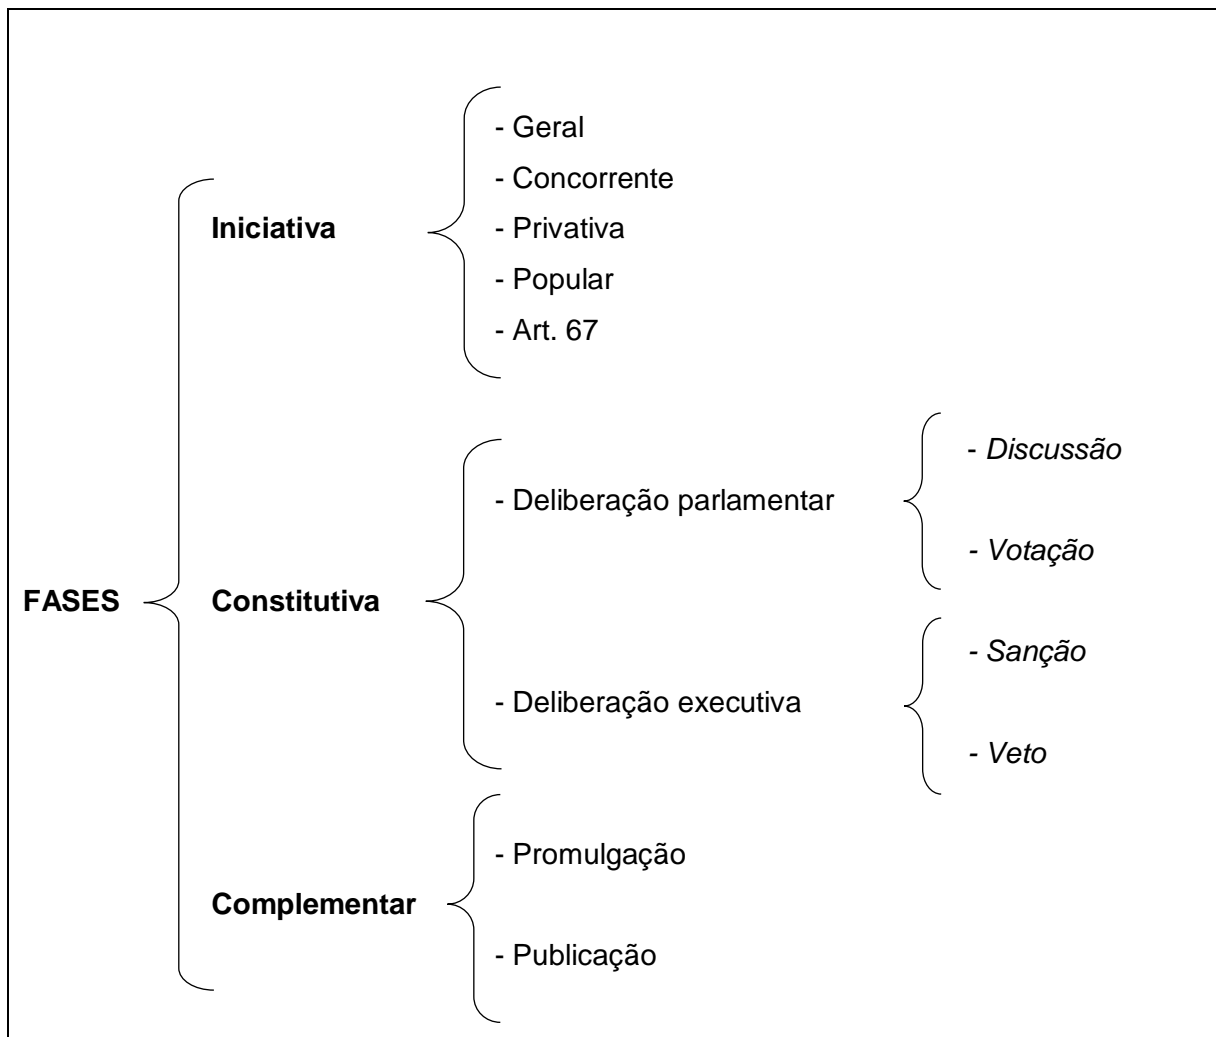 - Geral
- Concorrente
Iniciativa
- Privativa
- Popular
- Art. 67
- Discussão
- Deliberação parlamentar
- Votação
FASES
Constitutiva
- Sanção
- Deliberação executiva
- Veto
- Promulgação
Complementar
- Publicação